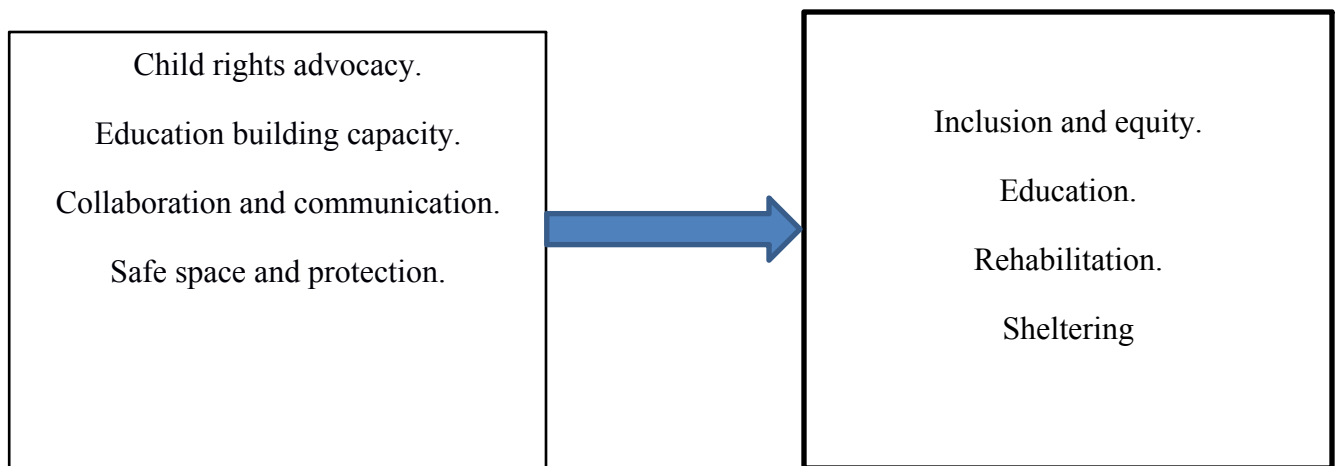 Child rights advocacy.
Education building capacity.
Collaboration and communication.
Safe space and protection.
Inclusion and equity.
Education.
Rehabilitation.
Sheltering